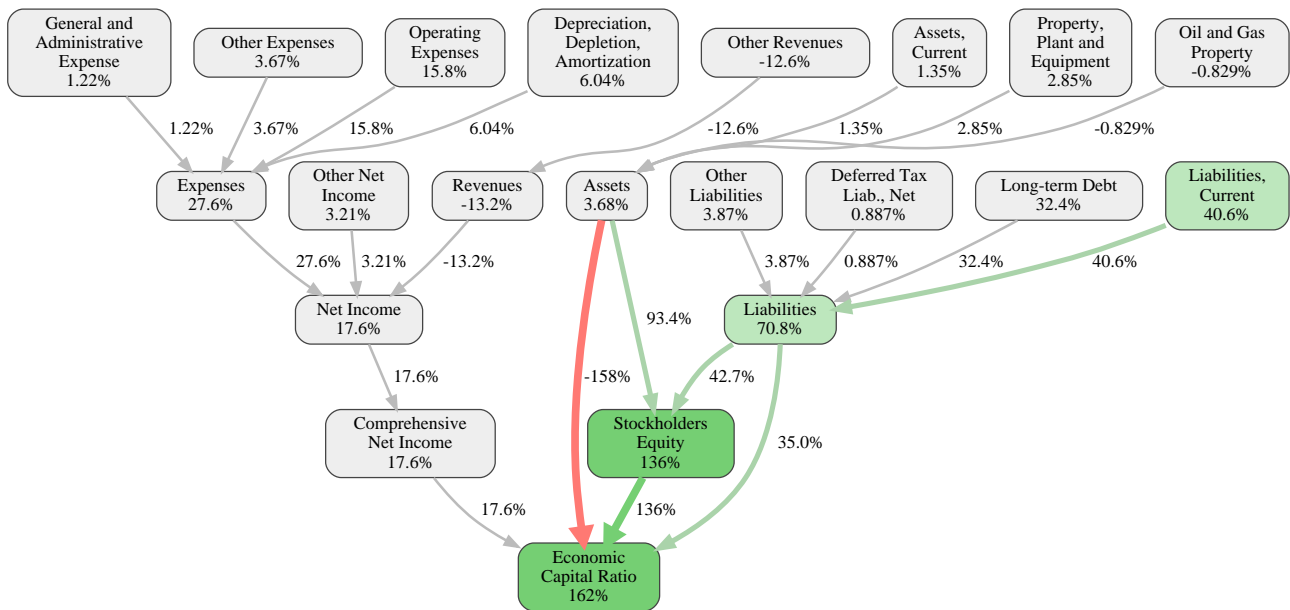 General and
Administrative
Expense
1.22%
Other Expenses
3.67%
Operating
Expenses
15.8%
Depreciation,
Depletion,
Amortization
6.04%
Other Revenues
-12.6%
Assets,
Current
1.35%
Property,
Plant and
Equipment
2.85%
Oil and Gas
Property
-0.829%
1.22%
3.67%
15.8%
6.04%
-12.6%
1.35%
2.85%
-0.829%
Expenses
27.6%
Other Net
Income
3.21%
Revenues
-13.2%
Assets
3.68%
Other
Liabilities
3.87%
Deferred Tax
Liab., Net
0.887%
Long-term Debt
32.4%
Liabilities,
Current
40.6%
27.6%
3.21%
-13.2%
3.87%
0.887%
32.4%
40.6%
Net Income
17.6%
93.4%
Liabilities
70.8%
17.6%
-158%
42.7%
Comprehensive
Net Income
17.6%
Stockholders
Equity
136%
35.0%
17.6%
136%
Economic
Capital Ratio
162%